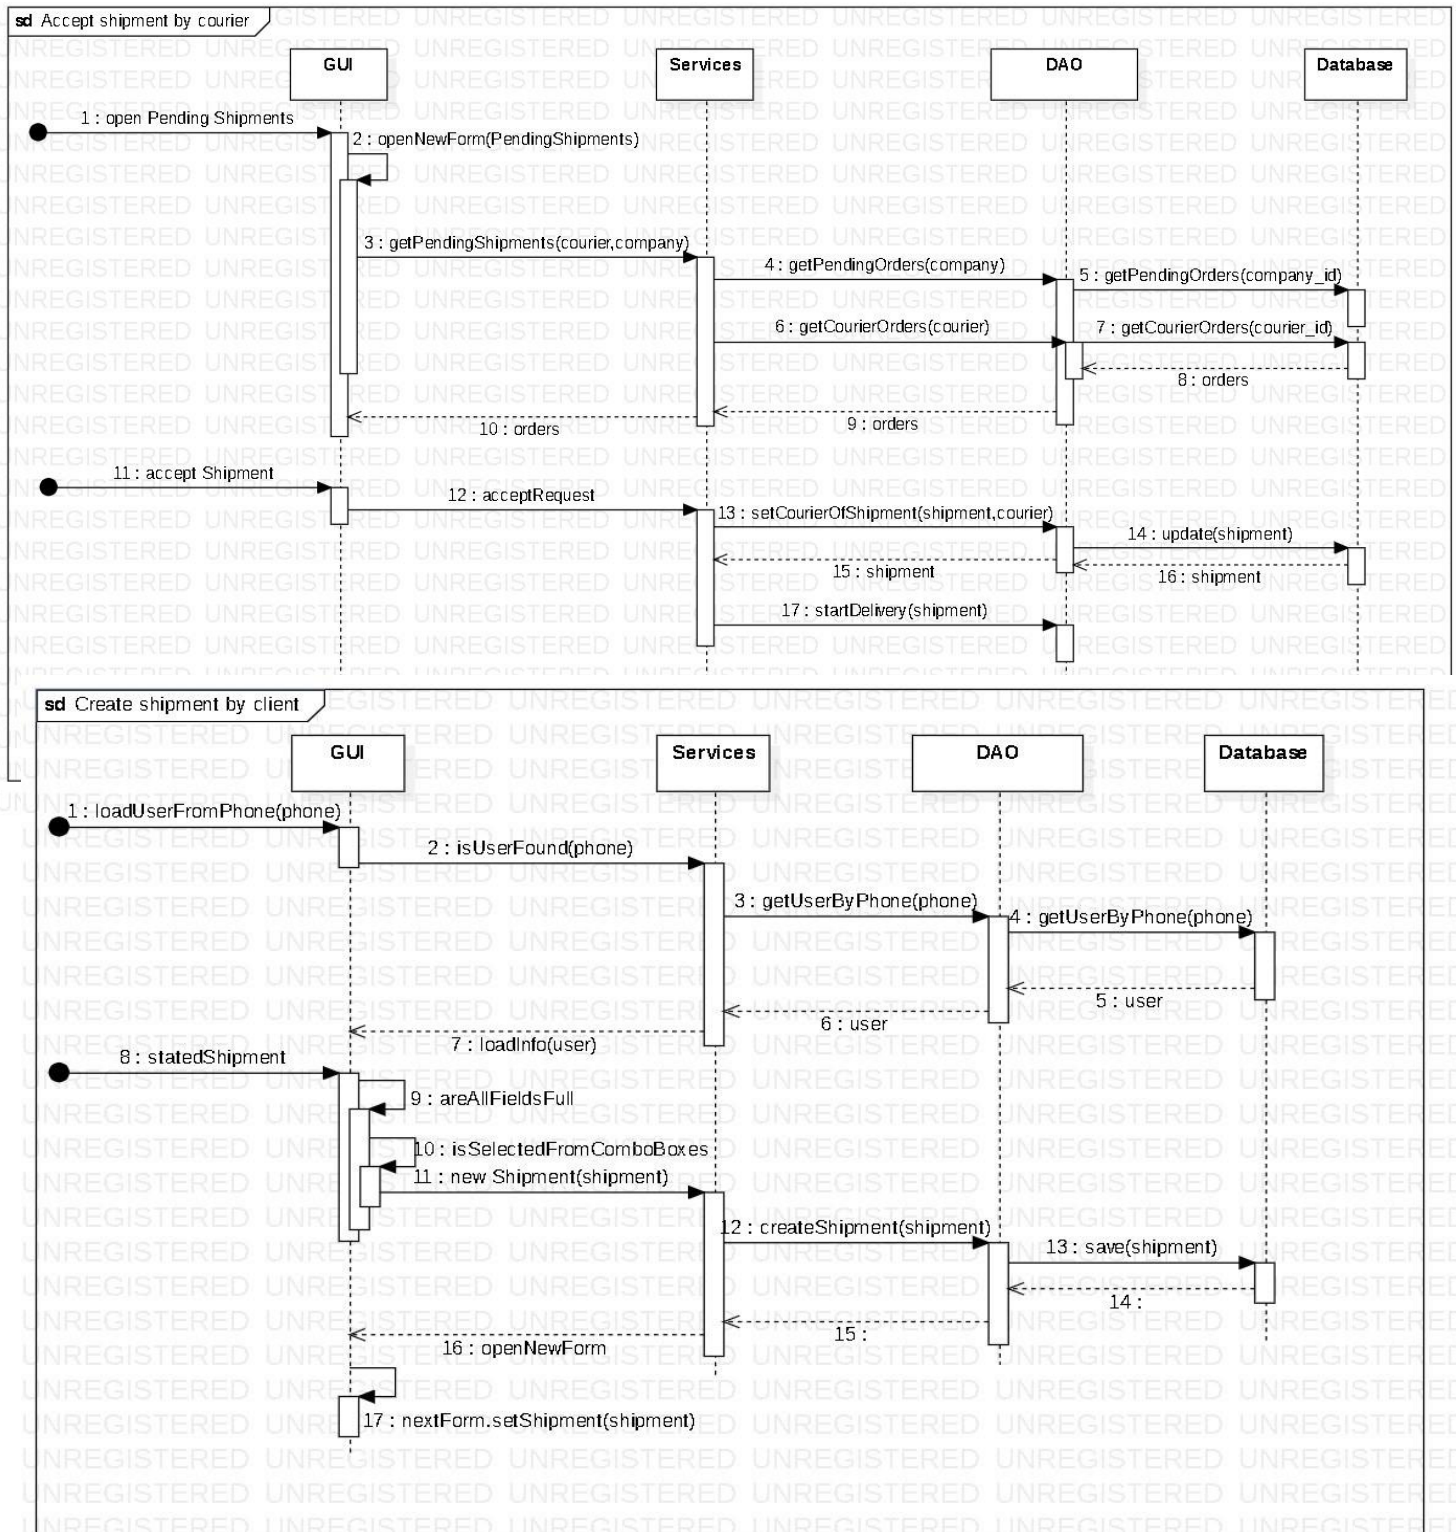 sd Accept shipment by courier
GUI
Services
DAO
Database
1 : open Pending Shipments
2 : openNewForm(PendingShipments)
3 : getPendingShipments(courier,company)
4 : getPendingOrders(company)
5 : getPendingOrders(company_id)
6 : getCourierOrders(courier)
7 : getCourierOrders(courier_id)
8 : orders
9 : orders
10 : orders
11 : accept Shipment
12 : acceptRequest
13 : setCourierOfShipment(shipment,courier)
14 : update(shipment)
15 : shipment
16 : shipment
17 : startDelivery(shipment)
sd Create shipment by client
GUI
Services
DAO
Database
1 : loadUserFromPhone(phone)
2 : isUserFound(phone)
3 : getUserByPhone(phone)
4 : getUserByPhone(phone)
5 : user
6 : user
7 : loadInfo(user)
8 : statedShipment
9 : areAllFieldsFull
10 : isSelectedFromComboBoxes
11 : new Shipment(shipment)
12 : createShipment(shipment)
13 : save(shipment)
14 :
15 :
16 : openNewForm
17 : nextForm.setShipment(shipment)
UNREGISTERED